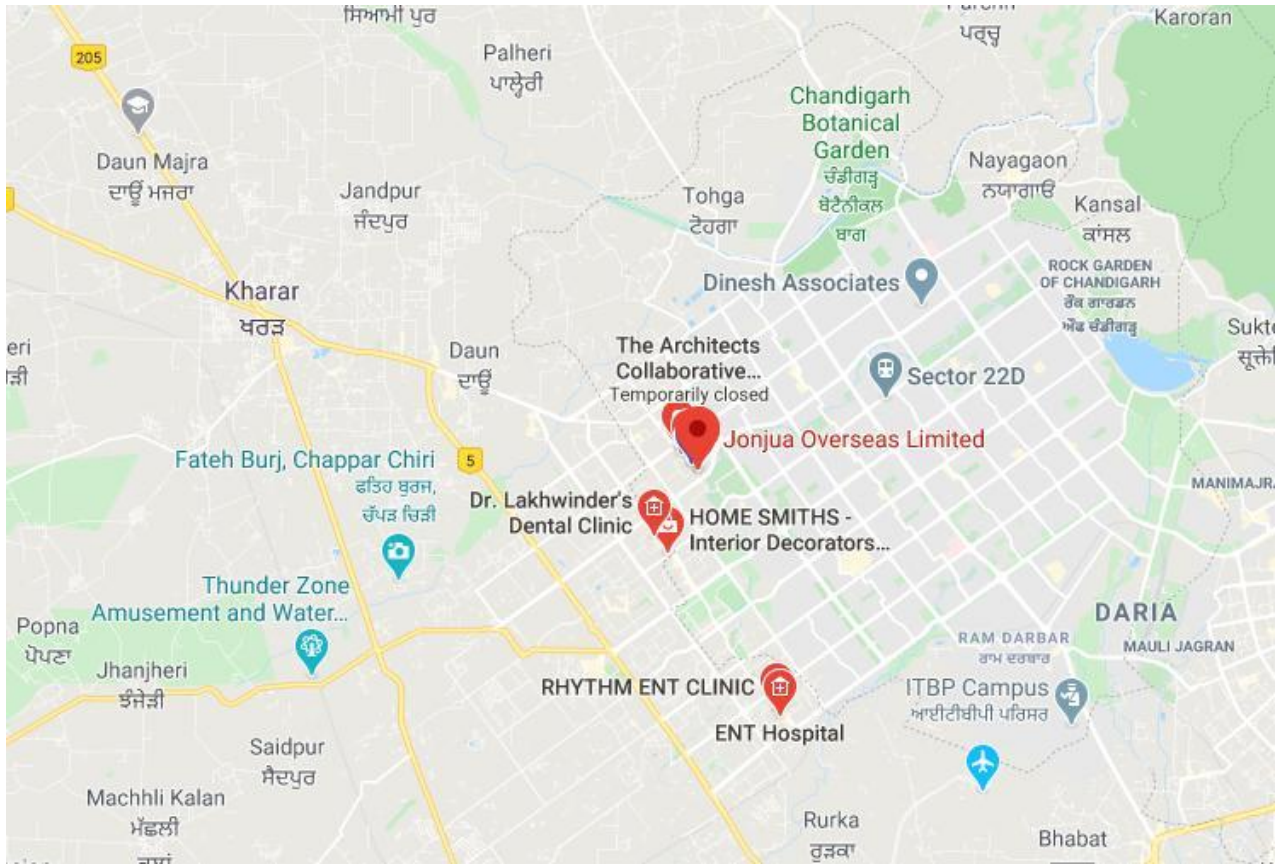 ਸਿਆਮੀ ਪੁਰ
Karoran
ਪਰ੍ਚ੍ਹ
Palheri
ਪਾਲ੍ਹੇਰੀ
205
Chandigarh
Botanical
Garden
ਚੰਡੀਗੜ੍ਹ
ਬੋਟੈਨੀਕਲ
ਬਾਗ
Daun Majra
ਦਾਊਂ ਮਜਰਾ
Jandpur
ਜੰਦਪੁਰ
Tohga
ਟੋਹਗਾ
Nayagaon
ਨਯਾਗਾਓਂ
Kansal
ਕਾਂਸਲ
Dinesh Associates
ROCK GARDEN
OF CHANDIGARH
ਰੌਕ ਗਾਰਡਨ
ਔਫ ਚੰਡੀਗੜ੍ਹ
Kharar
ਖਰੜ
Daun
ਦਾਊਂ
The Architects
Collaborative...
Temporarily closed
Sector 22D
Jonjua Overseas Limited
Fateh Burj, Chappar Chiri
ਫਤਿਹ ਬੁਰਜ,
ਚੱਪੜ ਚਿੜੀ
5
Dr. Lakhwinder's
Dental Clinic
HOME SMITHS -
Interior Decorators...
MANIMAJR
Thunder Zone
Amusement and Water...
Popna
ਪੋਪਣਾ
Jhanjheri
ਝੰਜੇੜੀ
DARIA
MAULI JAGRAN
RAM DARBAR
ਰਾਮ ਦਰਬਾਰ
RHYTHM ENT CLINIC
ENT Hospital
ITBP Campus
ਆਈਟੀਬੀਪੀ ਪਰਿਸਰ
Saidpur
ਸੈਦਪੁਰ
Machhli Kalan
ਮੱਛਲੀ
Rurka
ਰੁੜਕਾ
Bhabat